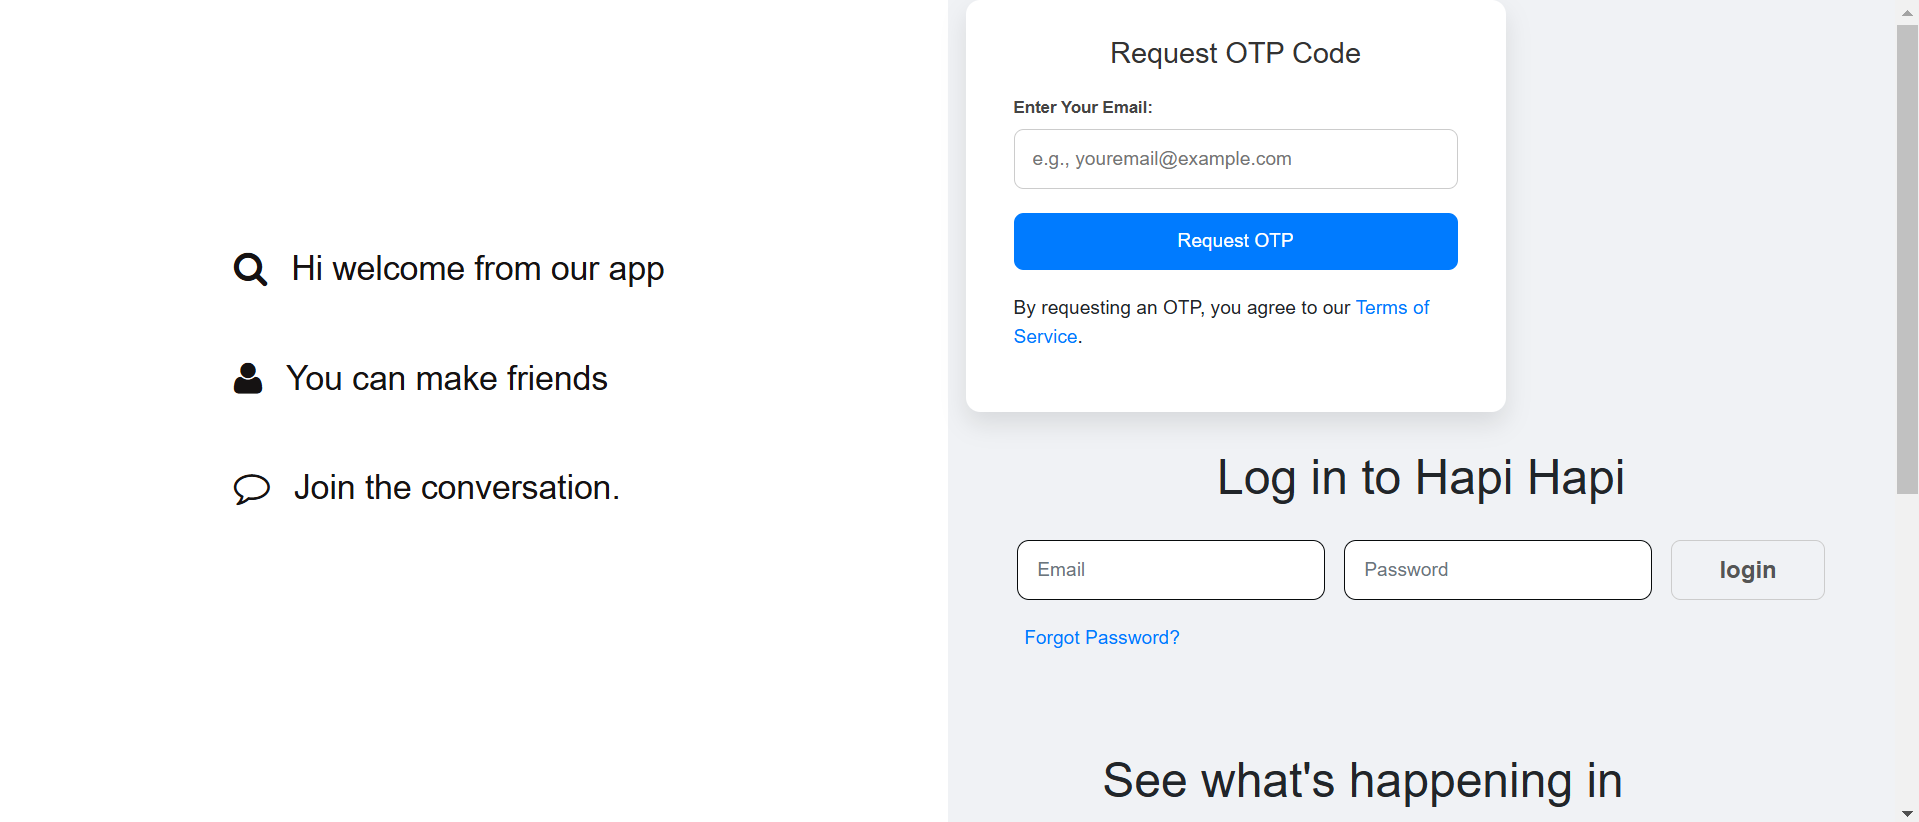 Hi welcome from our app
You can make friends
Join the conversation.
Request OTP Code
Enter Your Email:
e.g., youremail@example.com
Request OTP
By requesting an OTP, you agree to our Terms of
Service.
Log in to Hapi Hapi
Email
Password
login
Forgot Password?
See what's happening in